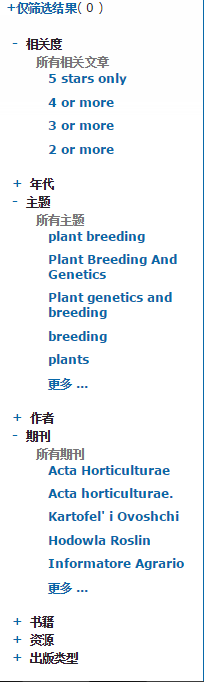 +仅筛选结果( 0 )
- 相关度
所有相关文章
5 stars only
4 or more
3 or more
2 or more
+ 年代
- 主题
所有主题
plant breeding
Plant Breeding And
Genetics
Plant genetics and
breeding
breeding
plants
更多 ...
+ 作者
- 期刊
所有期刊
Acta Horticulturae
Acta horticulturae.
Kartofel' i Ovoshchi
Hodowla Roslin
Informatore Agrario
更多 ...
+ 书籍
+ 资源
+ 出版类型